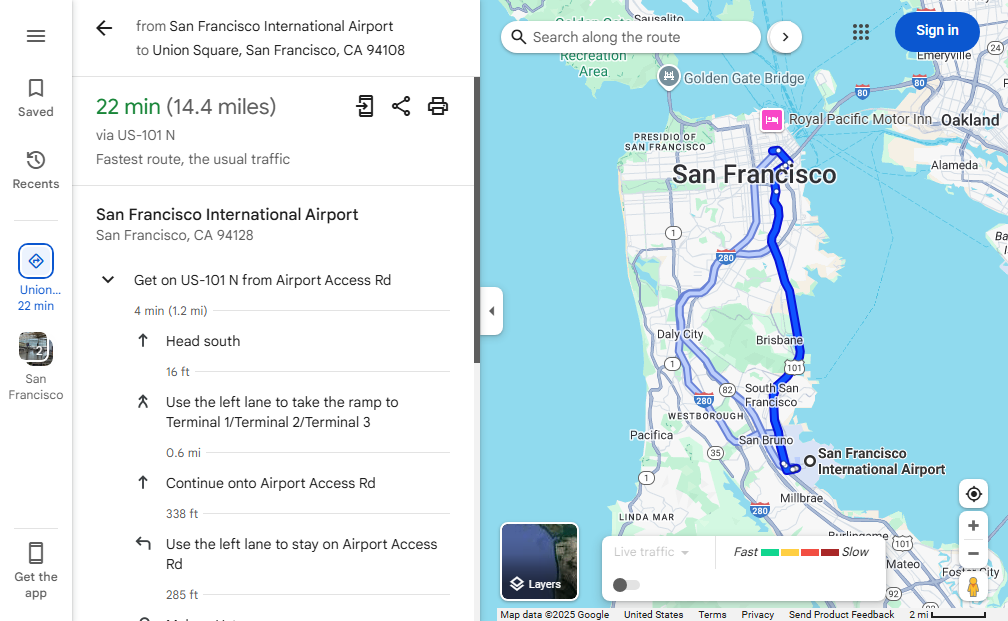 from San Francisco International Airport
to Union Square, San Francisco, CA 94108
Saved
Recents
Union...
22 min
2
San
Francisco
Get the
app
22 min (14.4 miles)
via US-101 N
Fastest route, the usual traffic
San Francisco International Airport
San Francisco, CA 94128
Get on US-101 N from Airport Access Rd
4 min (1.2 mi)
Head south
16 ft
Use the left lane to take the ramp to
Terminal 1/Terminal 2/Terminal 3
0.6 mi
Continue onto Airport Access Rd
338 ft
Use the left lane to stay on Airport Access
Rd
285 ft
Search along the route
Sign in
Sausalito
Recreation
Area
Golden Gate Bridge
Emeryville
24
80
80
Royal Pacific Motor Inn
Oakland
PRESIDIO OF
SAN FRANCISCO
Alameda
San Francisco
1
280
Daly City
Brisbane
1
101
82
South San
Francisco
280
WESTBOROUGH
Pacifica
San Bruno
35
San Francisco
International Airport
1
Millbrae
280
LINDA MAR
Burlingame
101
Mateo
Foster City
92
Layers
Live traffic
Fast
Slow
Map data ©2025 Google
United States
Terms
Privacy
Send Product Feedback
2 mi